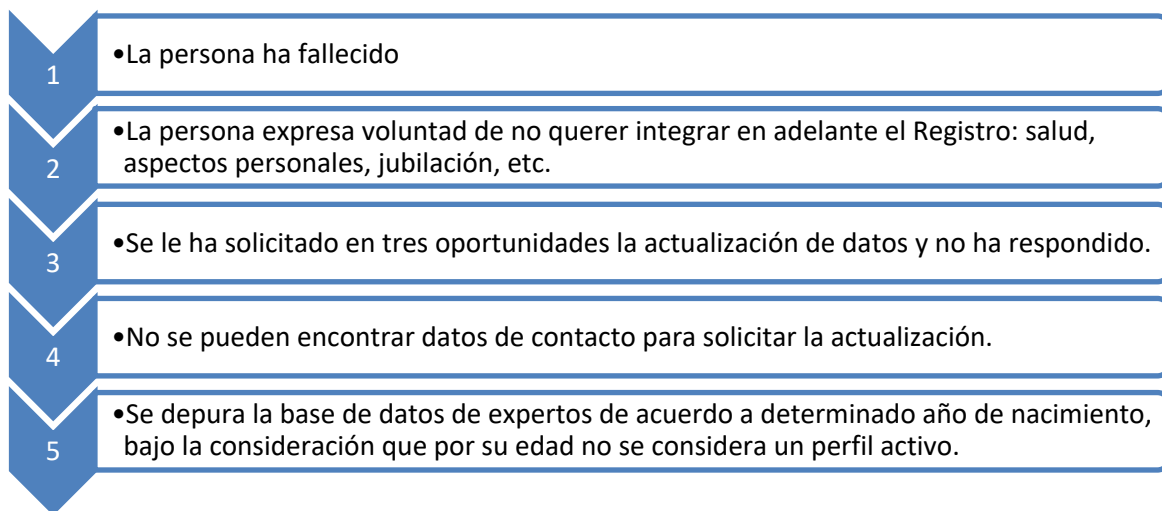 1
•La persona ha fallecido
2
•La persona expresa voluntad de no querer integrar en adelante el Registro: salud,
aspectos personales, jubilación, etc.
3
•Se le ha solicitado en tres oportunidades la actualización de datos y no ha respondido.
4
•No se pueden encontrar datos de contacto para solicitar la actualización.
5
•Se depura la base de datos de expertos de acuerdo a determinado año de nacimiento,
bajo la consideración que por su edad no se considera un perfil activo.